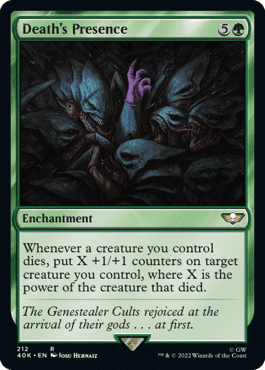 Death's Presence 5
Enchantment
Whenever a creature you control
dies, put X +1/+1 counters on target
creature you control, where X is the
power of the creature that died.
The Genestealer Cults rejoiced at the
arrival of their gods . . . at first.
212 R © GW
40K • EN Iosu Hernaiz ™ & © 2022 Wizards of the Coast